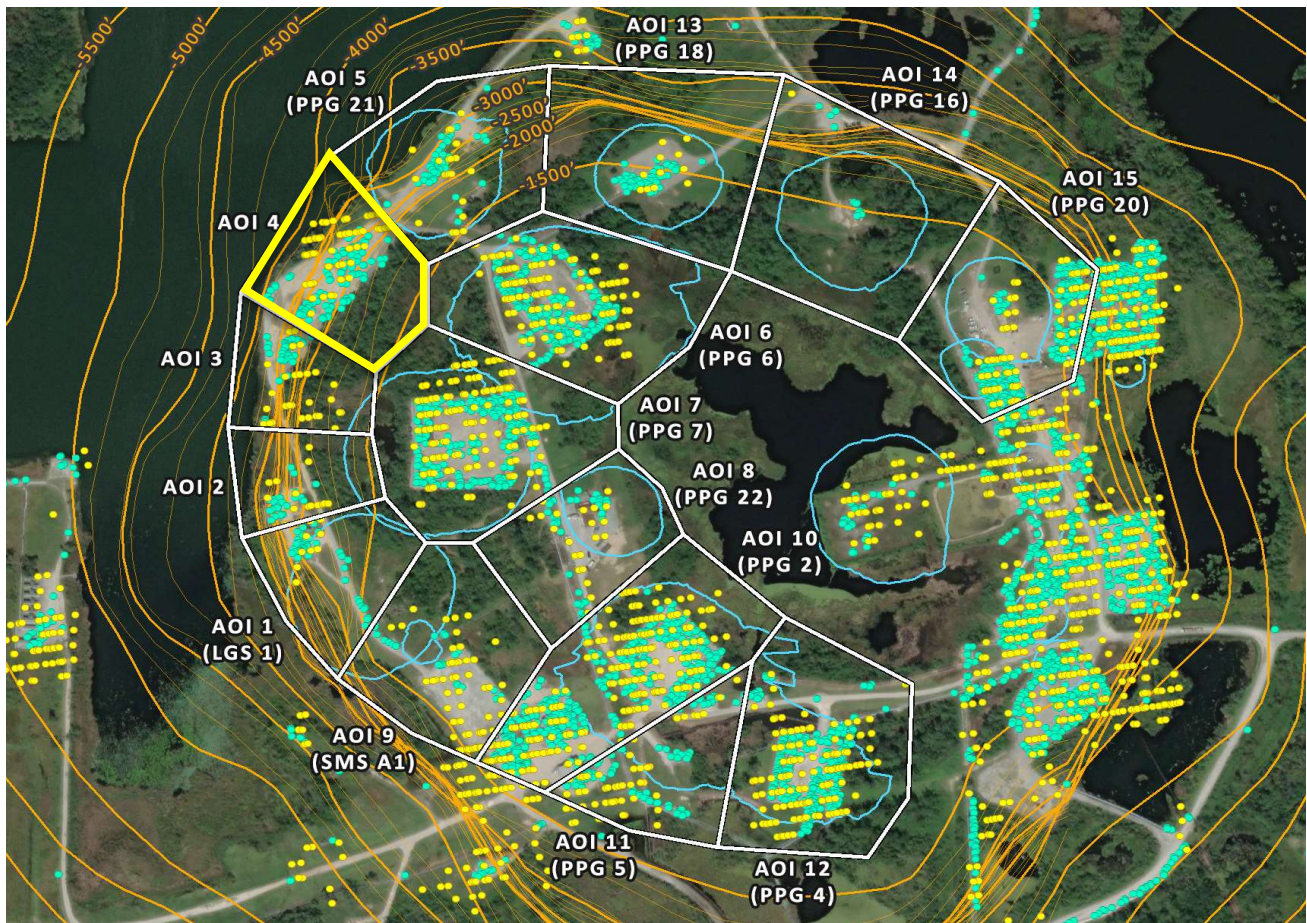 -5500'
-5000'
-4500'
-4000'
-3500'
-3000'
-2500'
-2000'
-1500'
AOI 13
(PPG 18)
AOI 5
(PPG 21)
AOI 14
(PPG 16)
AOI 15
(PPG 20)
AOI 4
AOI 3
AOI 6
(PPG 6)
AOI 7
(PPG 7)
AOI 2
AOI 8
(PPG 22)
AOI 10
(PPG 2)
AOI 1
(LGS 1)
AOI 9
(SMS A1)
AOI 11
(PPG 5)
AOI 12
(PPG 4)